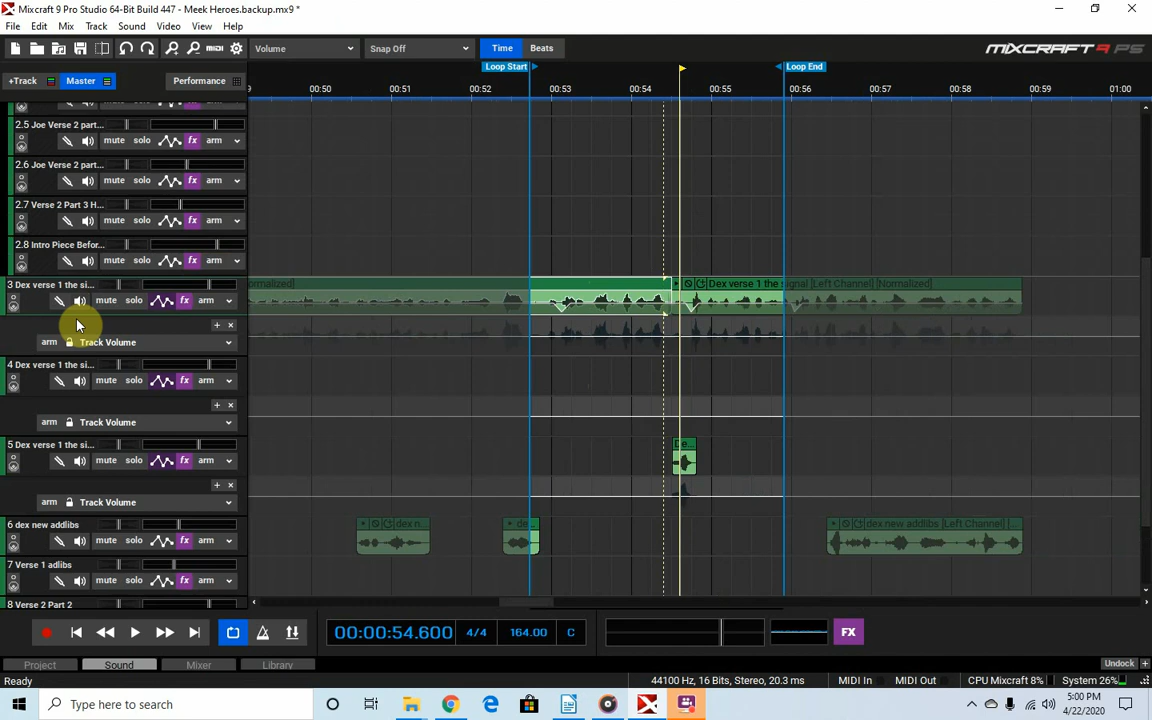 Mixcraft 9 Pro Studio 64-Bit Build 447 - Meek Heroes.backup.mx9 *
File Edit Mix Track Sound Video View Help
MIDI Volume Snap Off Time Beats MIXCRAFT 9 PS
Loop Start Loop End
+Track Master Performance
9 00:50 00:51 00:52 00:53 00:54 00:55 00:56 00:57 00:58 00:59 01:00
2.5 Joe Verse 2 part...
mute solo fx arm
2.6 Joe Verse 2 part...
mute solo fx arm
2.7 Verse 2 Part 3 H...
mute solo fx arm
2.8 Intro Piece Befor...
mute solo fx arm
3 Dex verse 1 the si... ormalized] Dex verse 1 the signal [Left Channel] [Normalized]
mute solo fx arm
+ ×
arm Track Volume
4 Dex verse 1 the si...
mute solo fx arm
+ ×
arm Track Volume
5 Dex verse 1 the si... De...
mute solo fx arm
+ ×
arm Track Volume
6 dex new addlibs dex n... de... dex new addlibs [Left Channel] [...
mute solo fx arm
7 Verse 1 adlibs
mute solo fx arm
8 Verse 2 Part 2
00:00:54.600 4/4 164.00 C FX
Project Sound Mixer Library Undock +
Ready 44100 Hz, 16 Bits, Stereo, 20.3 ms MIDI In MIDI Out CPU Mixcraft 8% System 26%
Type here to search
5:00 PM
4/22/2020